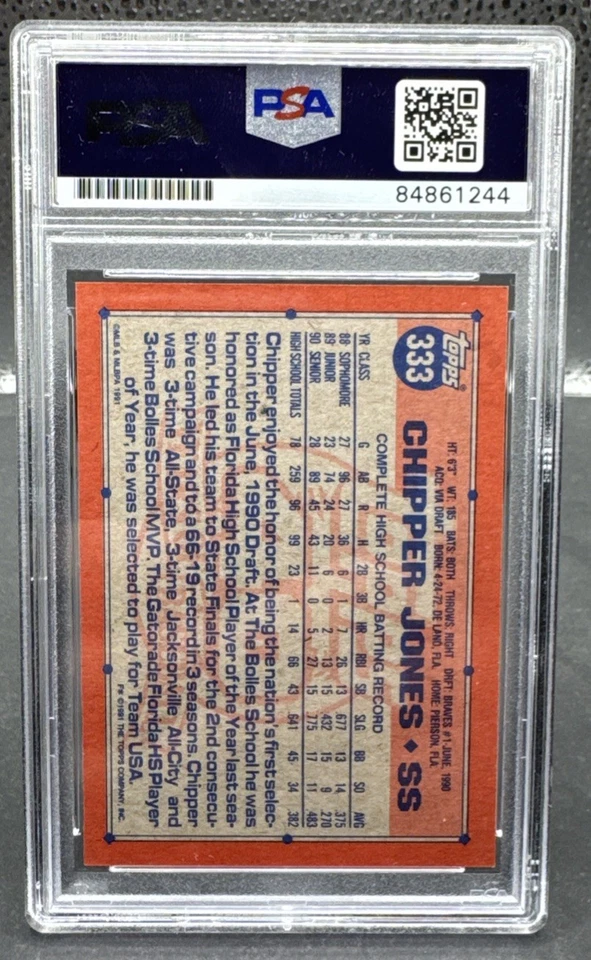 PSA
PSA
84861244
topps®
333
HT: 6'3" WT: 185 BATS: BOTH THROWS: RIGHT DRFT: BRAVES #1-JUNE, 1990
ACQ: VIA DRAFT BORN: 4-24-72, DE LAND, FLA. HOME: PIERSON, FLA.
CHIPPER JONES ♦ SS
COMPLETE HIGH SCHOOL BATTING RECORD
YR CLASS G AB R H 2B 3B HR RBI SB SLG BB SO AVG
88 SOPHOMORE 27 96 27 36 6 1 7 26 13 .677 13 14 .375
89 JUNIOR 23 74 24 20 6 0 2 13 15 .432 15 9 .270
90 SENIOR 28 89 45 43 11 0 5 27 15 .775 17 11 .483
HIGH SCHOOL TOTALS 78 259 96 99 23 1 14 66 43 .641 45 34 .382
Chipper enjoyed the honor of being the nation's first selec-
tion in the June, 1990 Draft. At The Bolles School he was
honored as Florida High School Player of the Year last sea-
son. He led his team to State Finals for the 2nd consecu-
tive campaign and to a 66-19 record in 3 seasons. Chipper
was 3-time All-State, 3-time Jacksonville All-City and
3-time Bolles School MVP. The Gatorade Florida HS Player
of Year, he was selected to play for Team USA.
©MLB & MLBPA 1991
F* ©1991 THE TOPPS COMPANY, INC.